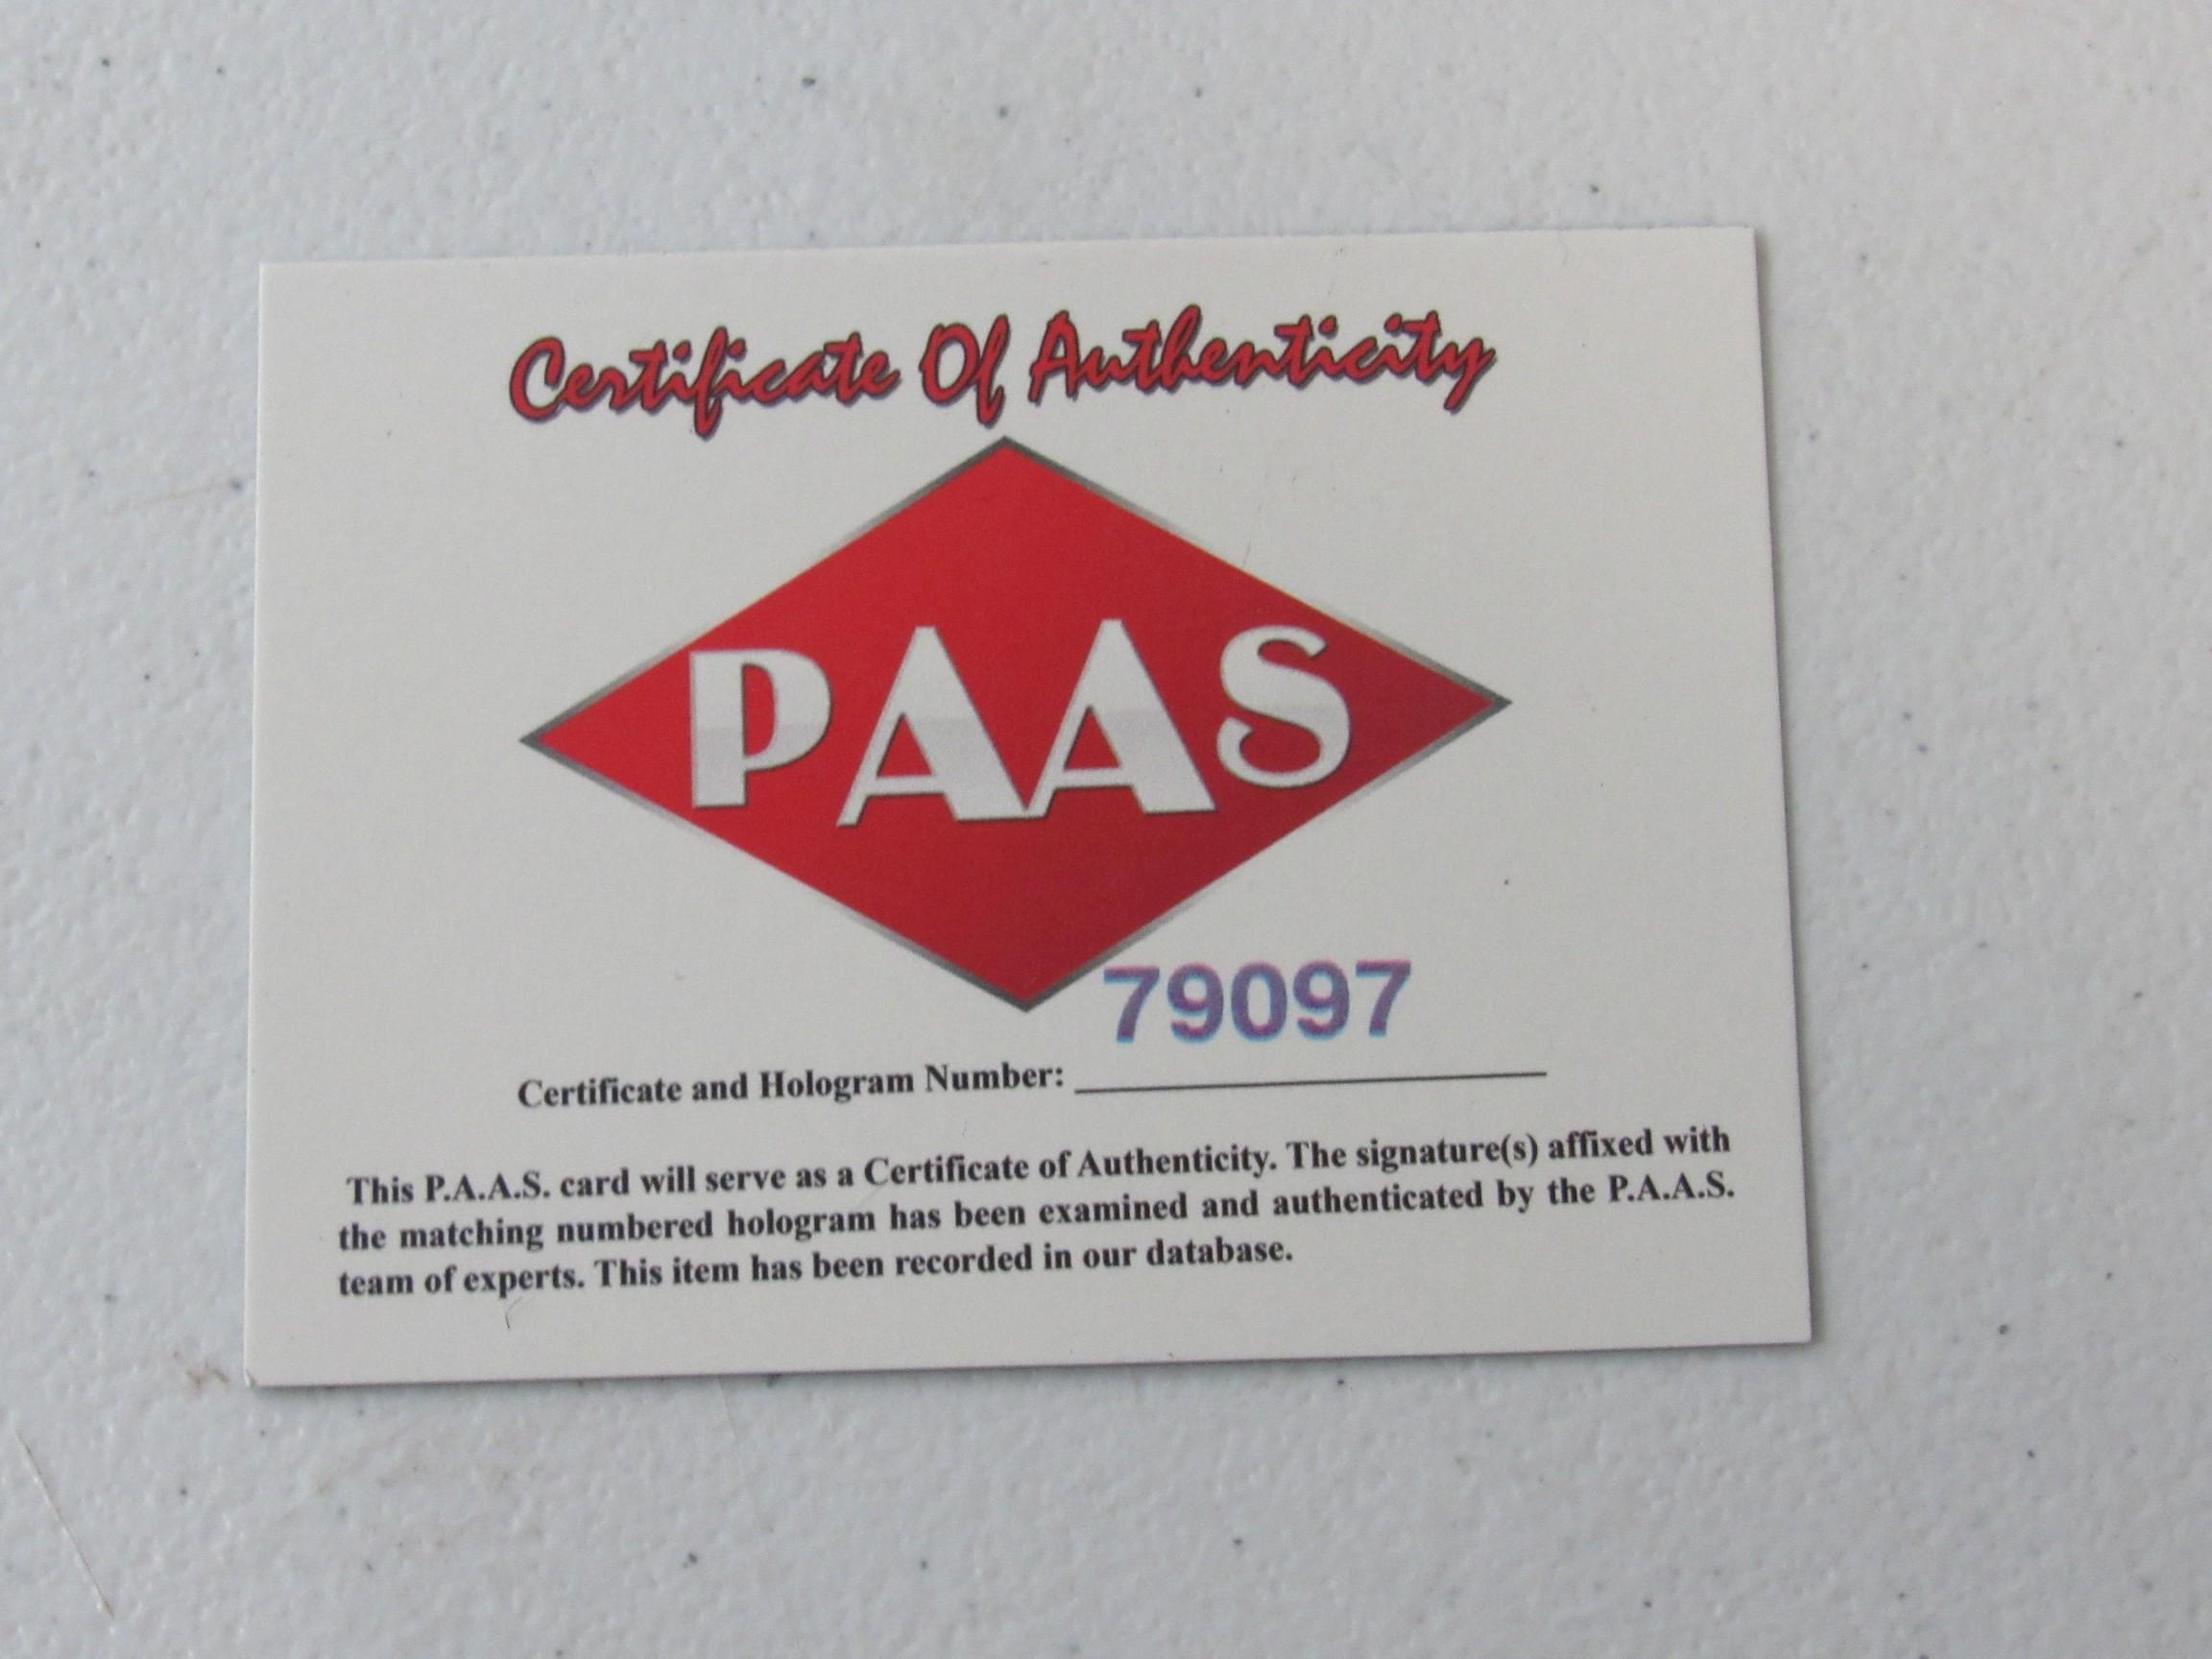 Certificate Of Authenticity
PAAS
79097
Certificate and Hologram Number:
This P.A.A.S. card will serve as a Certificate of Authenticity. The signature(s) affixed with
the matching numbered hologram has been examined and authenticated by the P.A.A.S.
team of experts. This item has been recorded in our database.